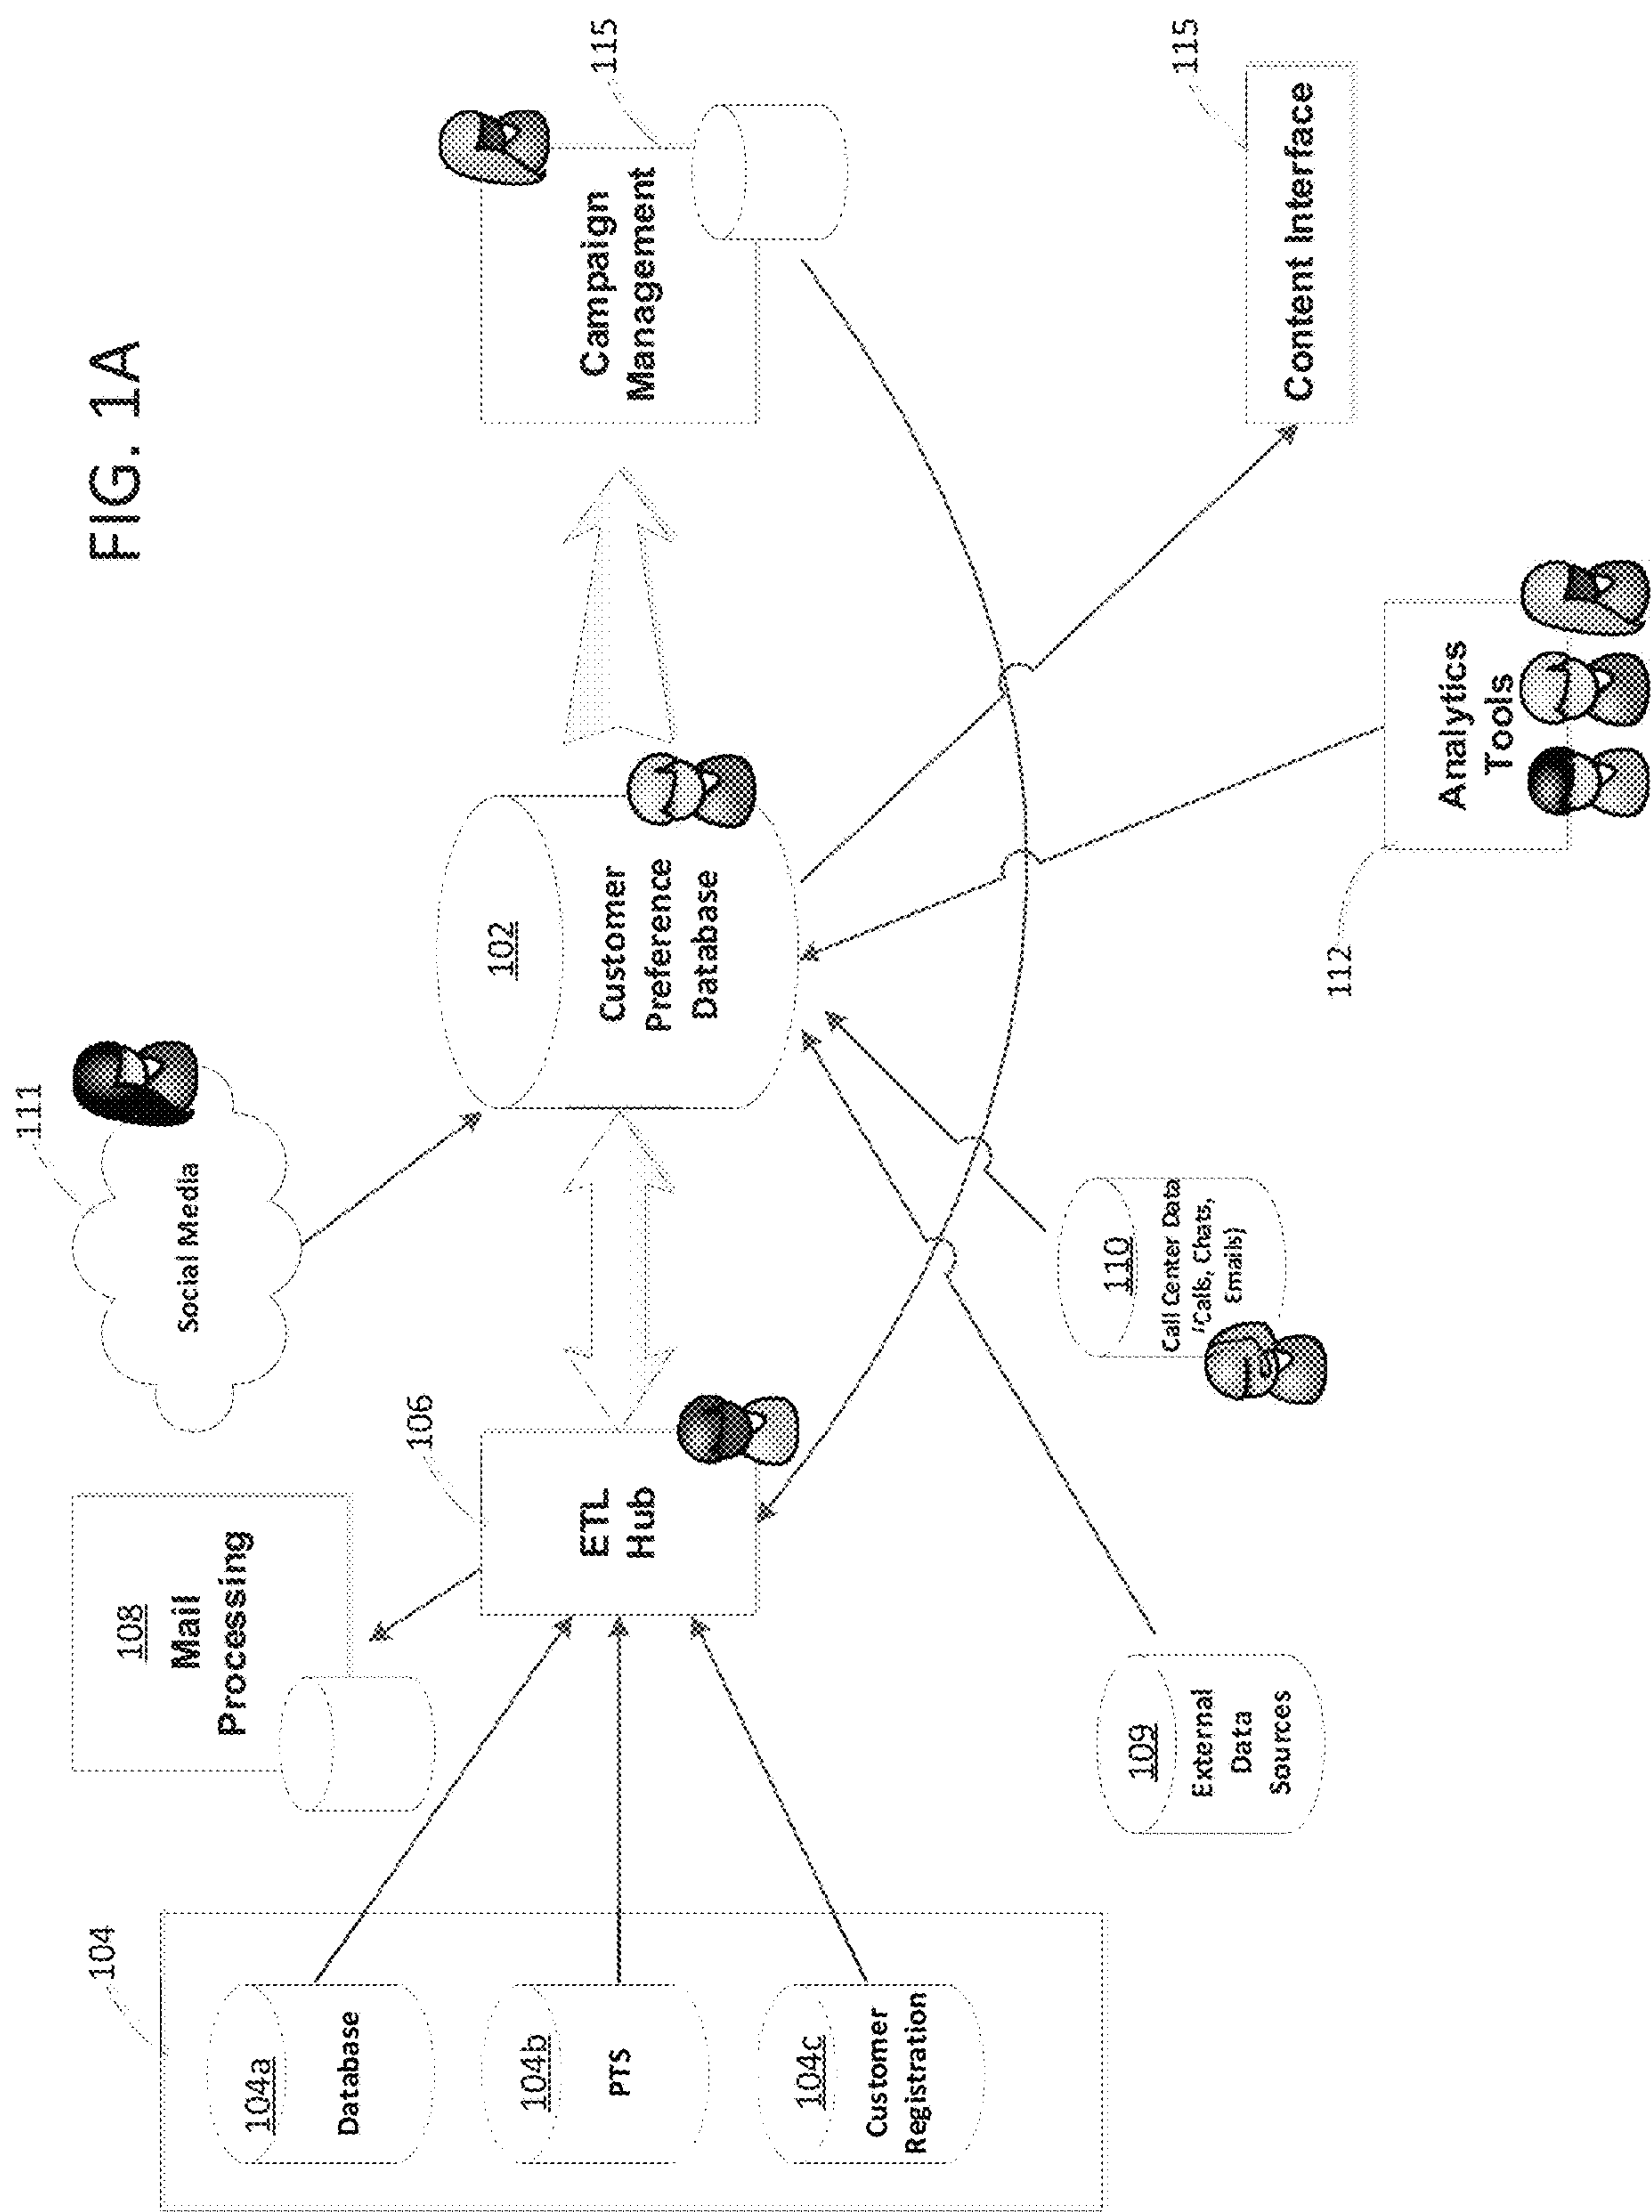 FIG. 1A
111
Social Media
108
Mail
Processing
106
ETL
Hub
104
104a
Database
104b
PTS
104c
Customer
Registration
102
Customer
Preference
Database
115
Campaign
Management
115
Content Interface
109
External
Data
Sources
110
Call Center Data
(Calls, Chats,
Emails)
112
Analytics
Tools